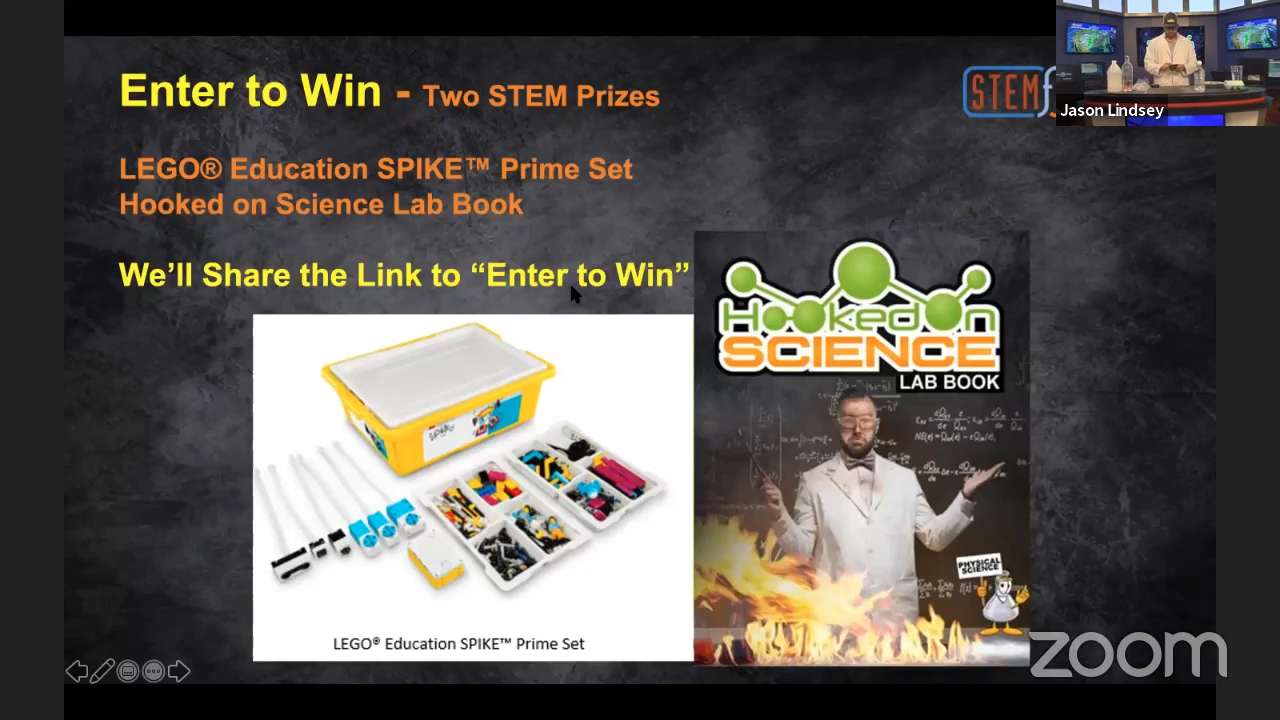 Enter to Win - Two STEM Prizes
STEM
Jason Lindsey
LEGO® Education SPIKE™ Prime Set
Hooked on Science Lab Book
We'll Share the Link to “Enter to Win”
HookedOn
SCIENCE
LAB BOOK
SPIKE
PHYSICAL
SCIENCE
LEGO® Education SPIKE™ Prime Set
zoom